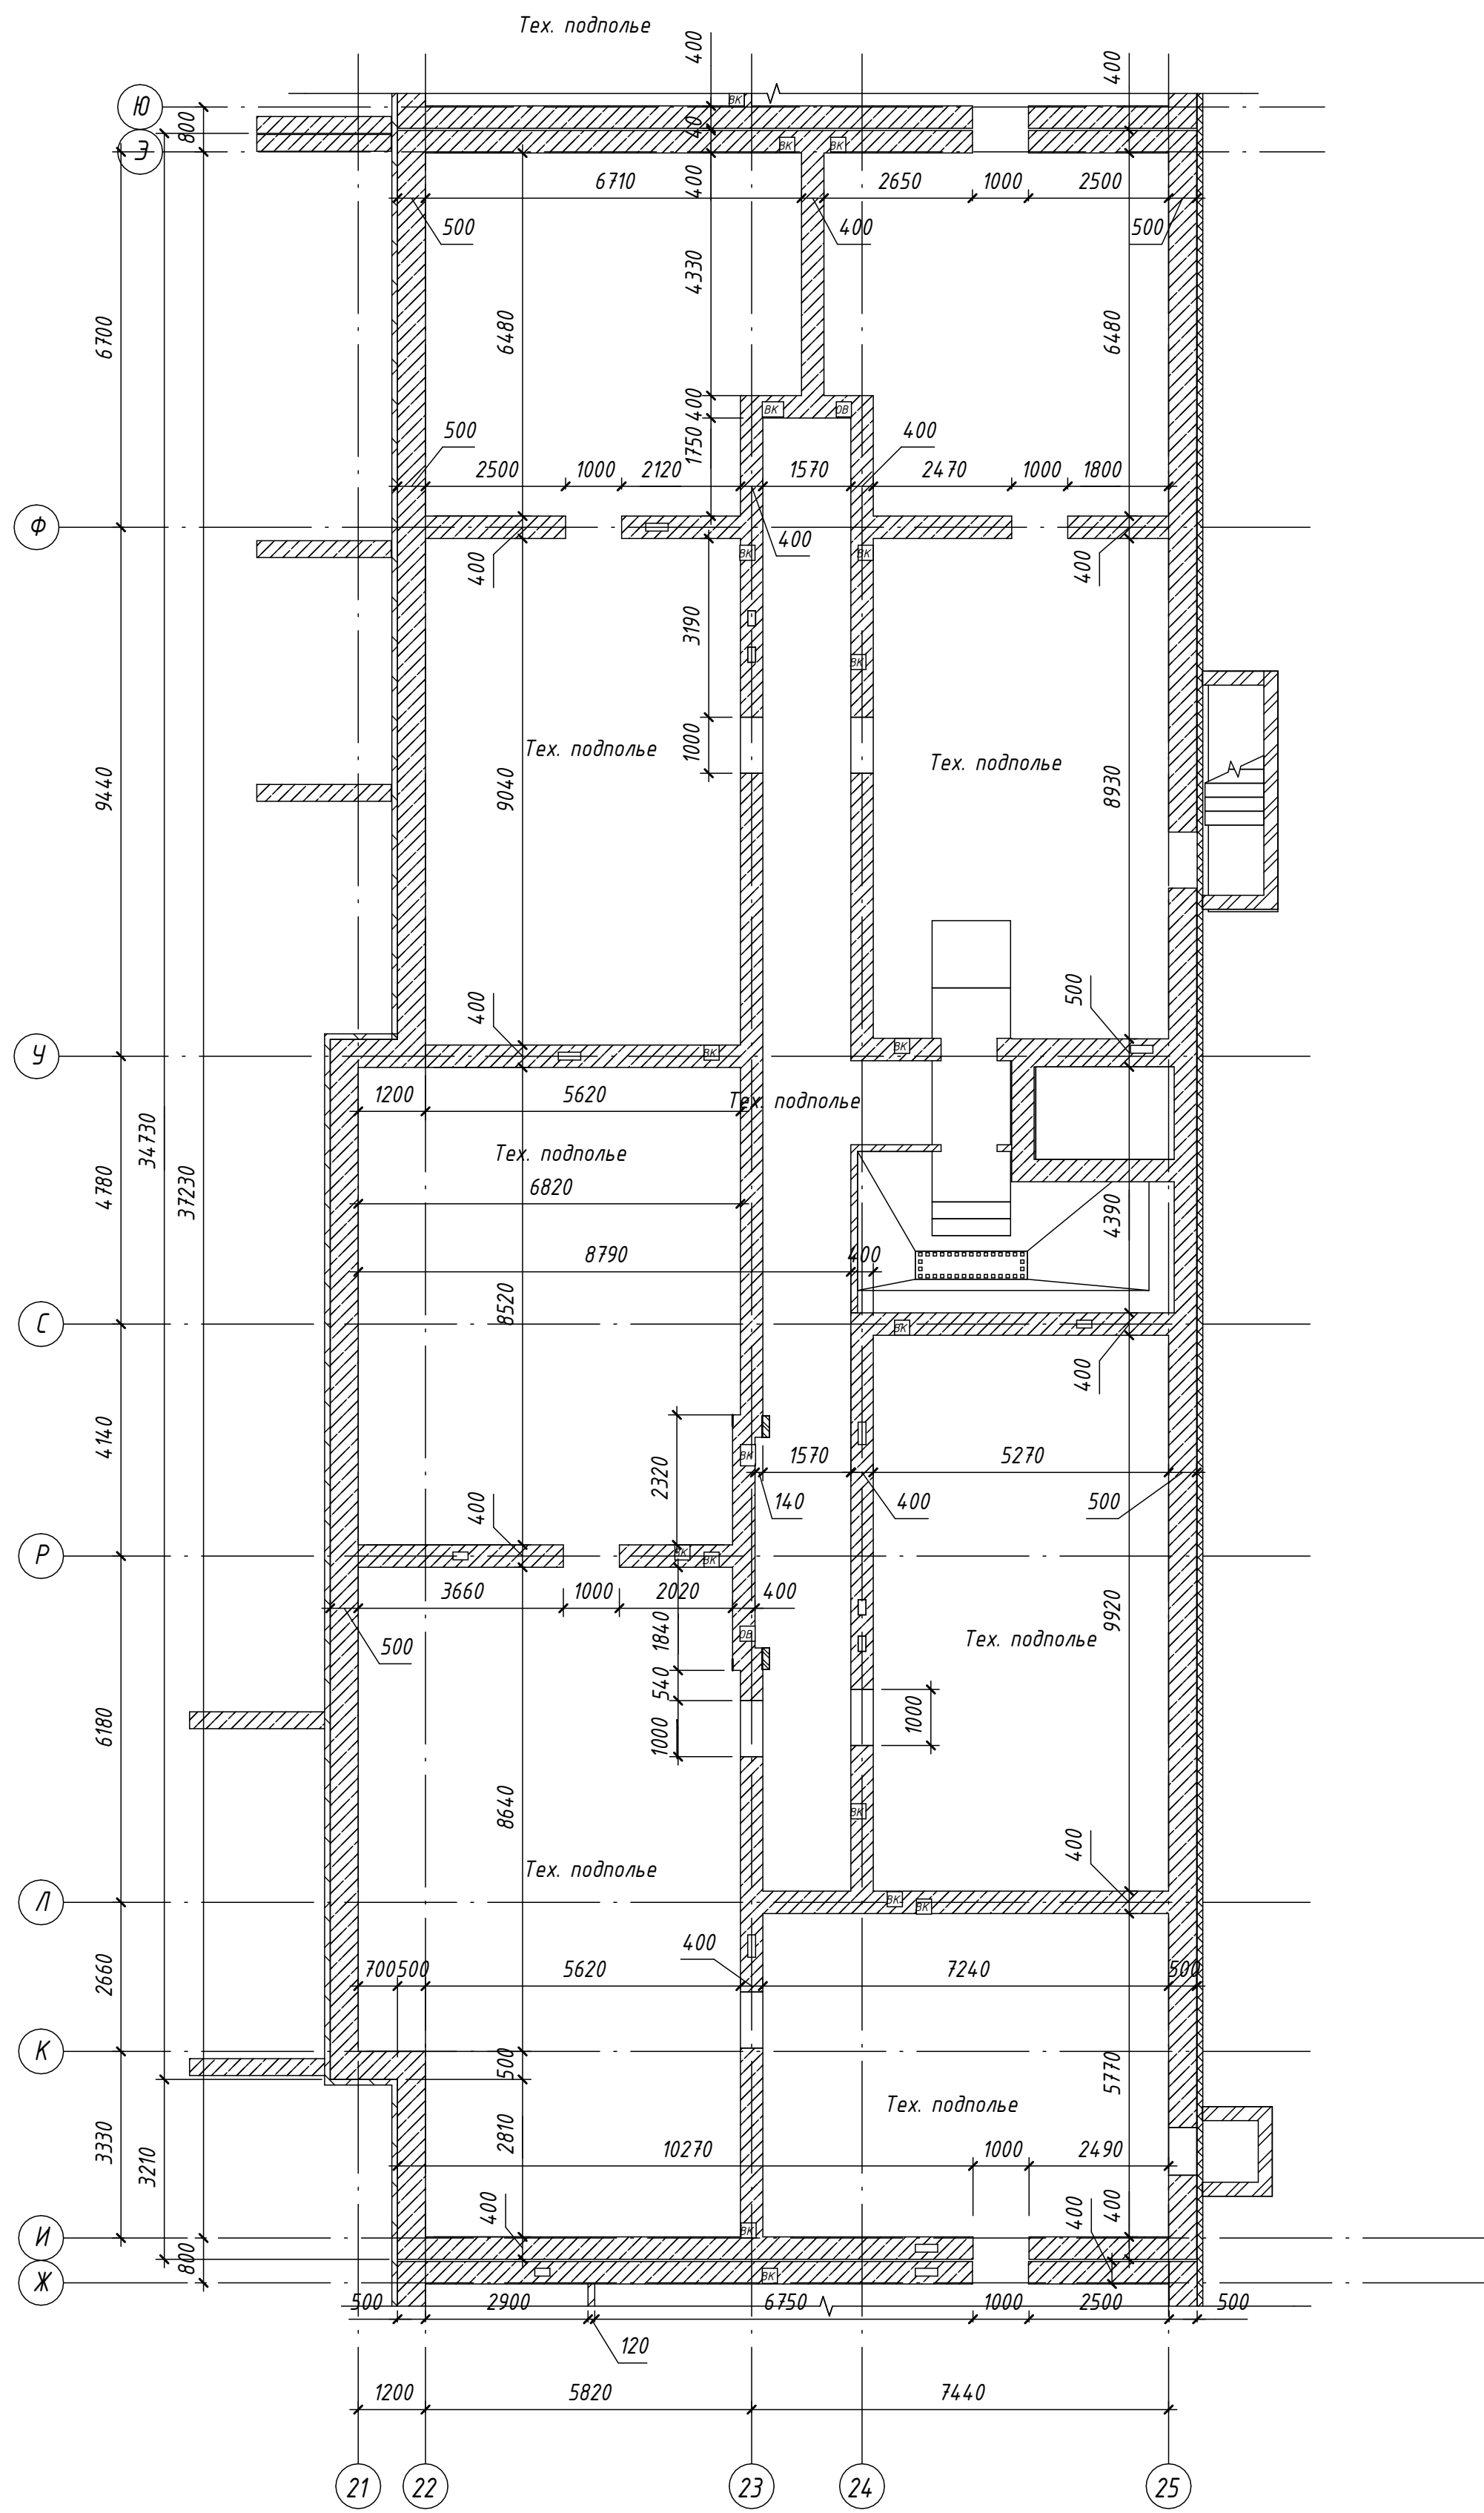 Тех. подполье
400
400
Ю
800
40
ВК
Э
ВК
ВК
400
6710
2650
1000
2500
500
400
500
4330
6700
6480
6480
400
ВК
ОВ
1750
500
400
2500
1000
2120
1570
2470
1000
1800
Ф
400
400
ВК
ВК
400
3190
ВК
1000
Тех. подполье
Тех. подполье
9440
9040
8930
400
500
У
ВК
ВК
1200
5620
Тех. подполье
34730
Тех. подполье
4780
37230
6820
4390
8790
400
8520
С
ВК
400
4140
2320
ВК
1570
5270
400
140
400
500
Р
ВК
ВК
3660
1000
2020
400
9920
1840
ОВ
Тех. подполье
500
540
6180
1000
1000
8640
ВК
400
Тех. подполье
Л
ВК
ВК
400
2660
700
500
5620
7240
500
К
500
5770
Тех. подполье
2810
3330
3210
10270
1000
2490
400
400
400
И
ВК
800
Ж
ВК
500
2900
6750
1000
2500
500
120
1200
5820
7440
21
22
23
24
25